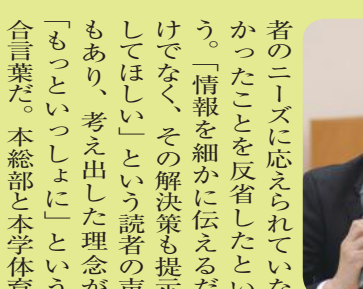 者のニーズに応えられていな
かったことを反省したとい
う。「情報を細かに伝えるだ
けでなく、その解決策も提示
してほしい」という読者の声
もあり、考え出した理念が
「もっといっしょに」という
合言葉だ。本総部と本学体育